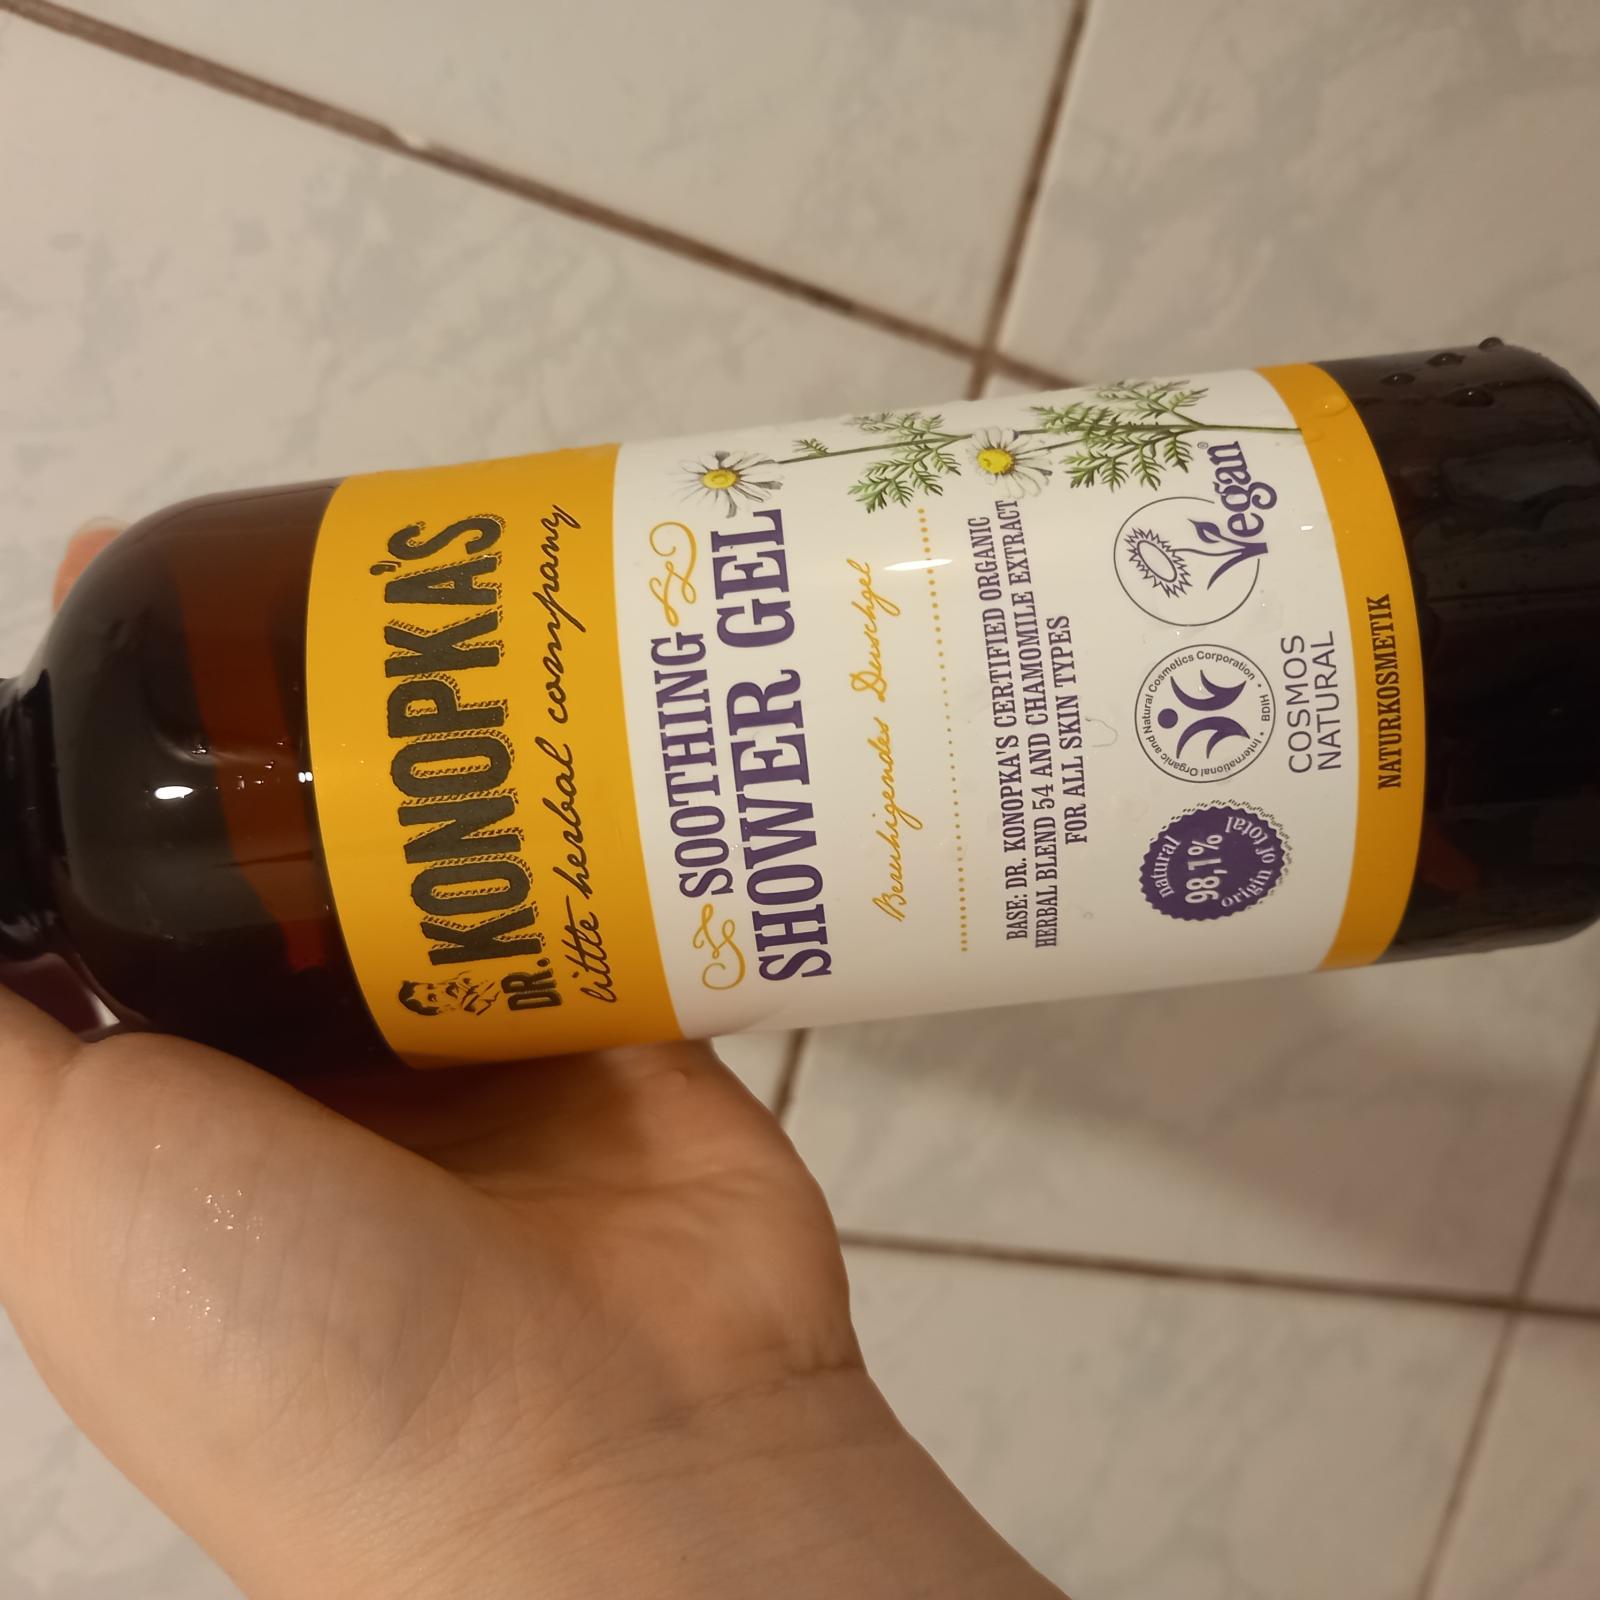 DR. KONOPKA'S
little herbal company
SOOTHING
SHOWER GEL
Beruhigendes Duschgel
BASE: DR. KONOPKA'S CERTIFIED ORGANIC
HERBAL BLEND 54 AND CHAMOMILE EXTRACT
FOR ALL SKIN TYPES
natural
98,1%
origin of total
International Organic and Natural Cosmetics Corporation • BDIH •
COSMOS
NATURAL
Vegan®
NATURKOSMETIK